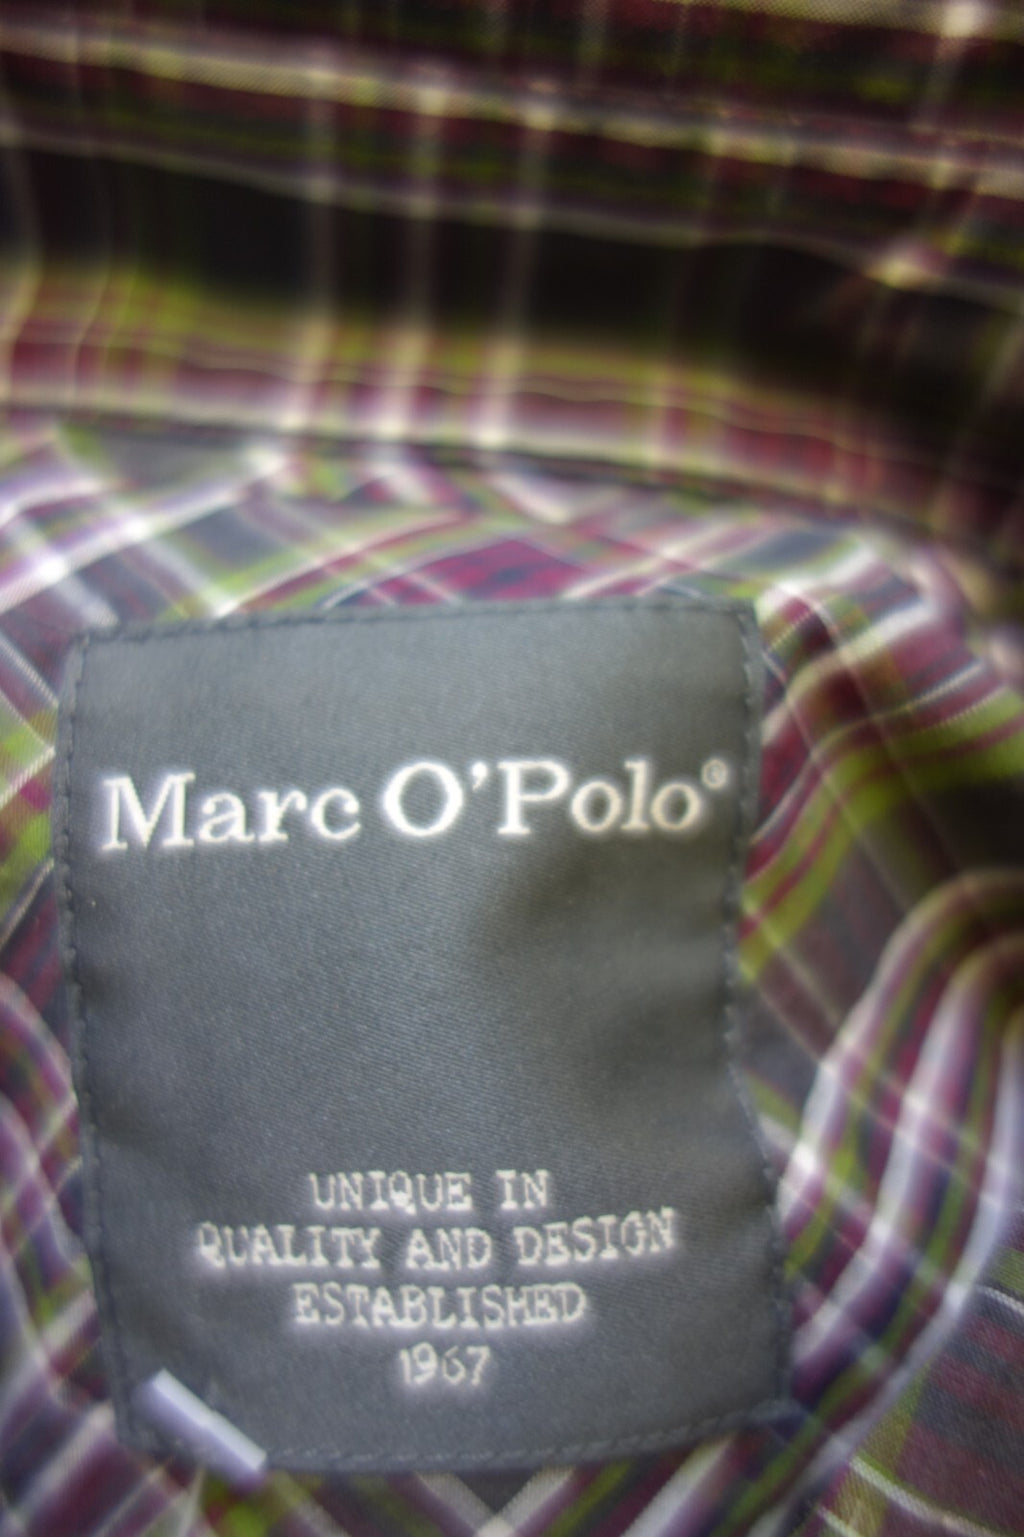 Marc O'Polo®
UNIQUE IN
QUALITY AND DESIGN
ESTABLISHED
1967